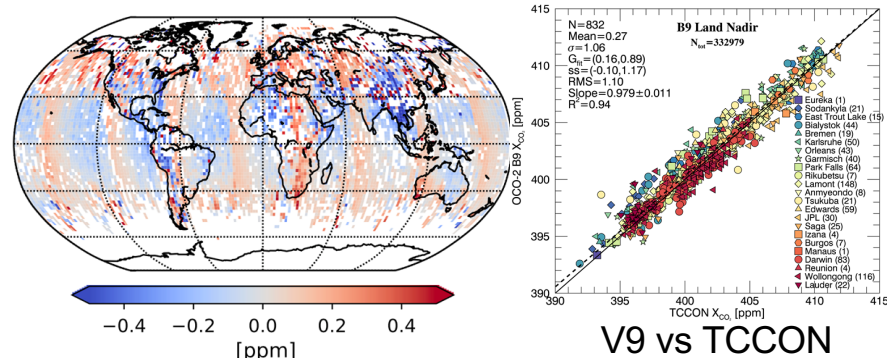 −0.4 −0.2 0.0 0.2 0.4
[ppm]
415
410
405
400
395
390
OCO-2 B9 X_CO₂ [ppm]
N=832
Mean=0.27
σ=1.06
G_fit=(0.16,0.89)
ss=(-0.10,1.17)
RMS=1.10
Slope=0.979±0.011
R²=0.94
B9 Land Nadir
N_tot=332979
Eureka (1)
Sodankyla (21)
East Trout Lake (15)
Bialystok (44)
Bremen (19)
Karlsruhe (50)
Orleans (43)
Garmisch (40)
Park Falls (64)
Rikubetsu (7)
Lamont (148)
Anmyeondo (8)
Tsukuba (21)
Edwards (59)
JPL (30)
Saga (25)
Izana (4)
Burgos (7)
Manaus (1)
Darwin (83)
Reunion (4)
Wollongong (116)
Lauder (22)
390 395 400 405 410 415
TCCON X_CO₂ [ppm]
V9 vs TCCON